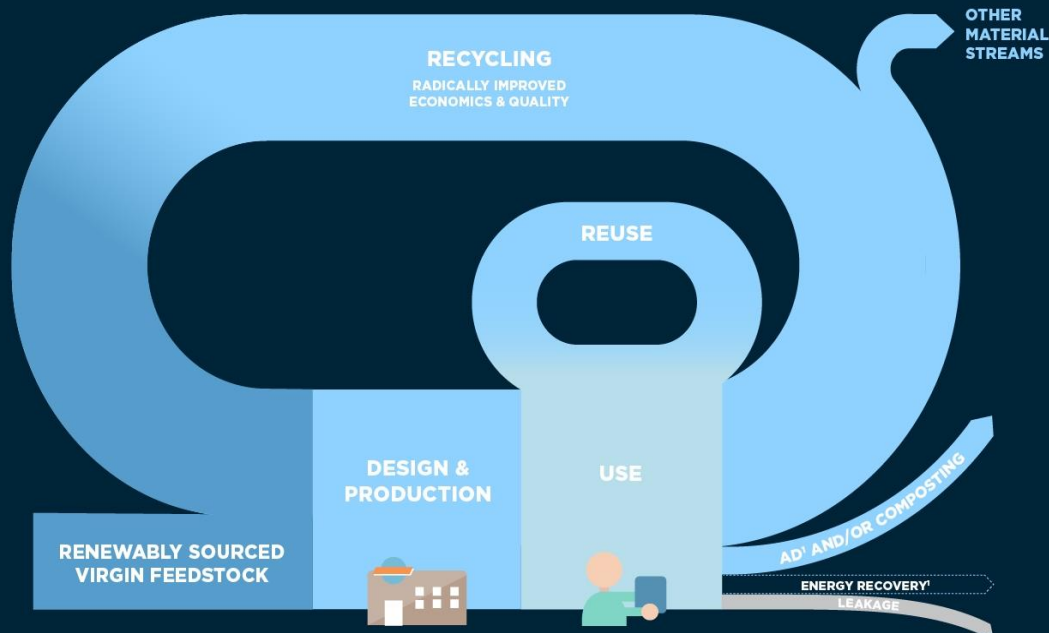 OTHER
MATERIAL
STREAMS
RECYCLING
RADICALLY IMPROVED
ECONOMICS & QUALITY
REUSE
DESIGN &
PRODUCTION
USE
RENEWABLY SOURCED
VIRGIN FEEDSTOCK
AD¹ AND/OR COMPOSTING
ENERGY RECOVERY¹
LEAKAGE